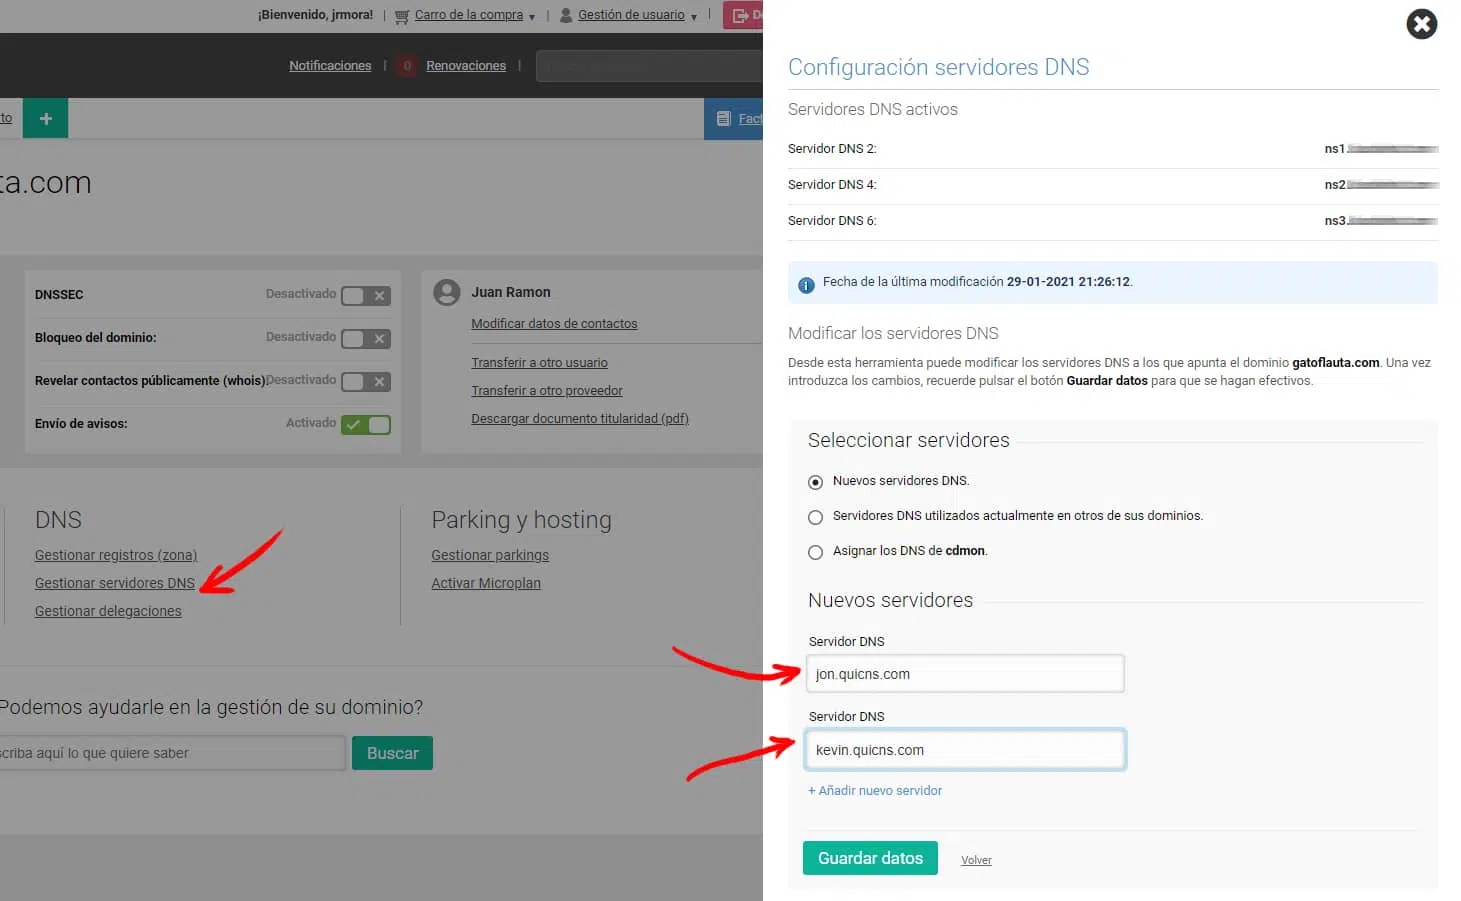 ¡Bienvenido, jrmora! | Carro de la compra | Gestión de usuario |
Notificaciones | 0 Renovaciones |
to + Fact
ta.com
DNSSEC Desactivado
Bloqueo del dominio: Desactivado
Revelar contactos públicamente (whois): Desactivado
Envío de avisos: Activado
Juan Ramon
Modificar datos de contactos
Transferir a otro usuario
Transferir a otro proveedor
Descargar documento titularidad (pdf)
DNS
Gestionar registros (zona)
Gestionar servidores DNS
Gestionar delegaciones
Parking y hosting
Gestionar parkings
Activar Microplan
Podemos ayudarle en la gestión de su dominio?
scriba aquí lo que quiere saber
Buscar
Configuración servidores DNS
Servidores DNS activos
Servidor DNS 2: ns1.
Servidor DNS 4: ns2
Servidor DNS 6: ns3.
Fecha de la última modificación 29-01-2021 21:26:12.
Modificar los servidores DNS
Desde esta herramienta puede modificar los servidores DNS a los que apunta el dominio gatoflauta.com. Una vez
introduzca los cambios, recuerde pulsar el botón Guardar datos para que se hagan efectivos.
Seleccionar servidores
Nuevos servidores DNS.
Servidores DNS utilizados actualmente en otros de sus dominios.
Asignar los DNS de cdmon.
Nuevos servidores
Servidor DNS
jon.quicns.com
Servidor DNS
kevin.quicns.com
+ Añadir nuevo servidor
Guardar datos
Volver